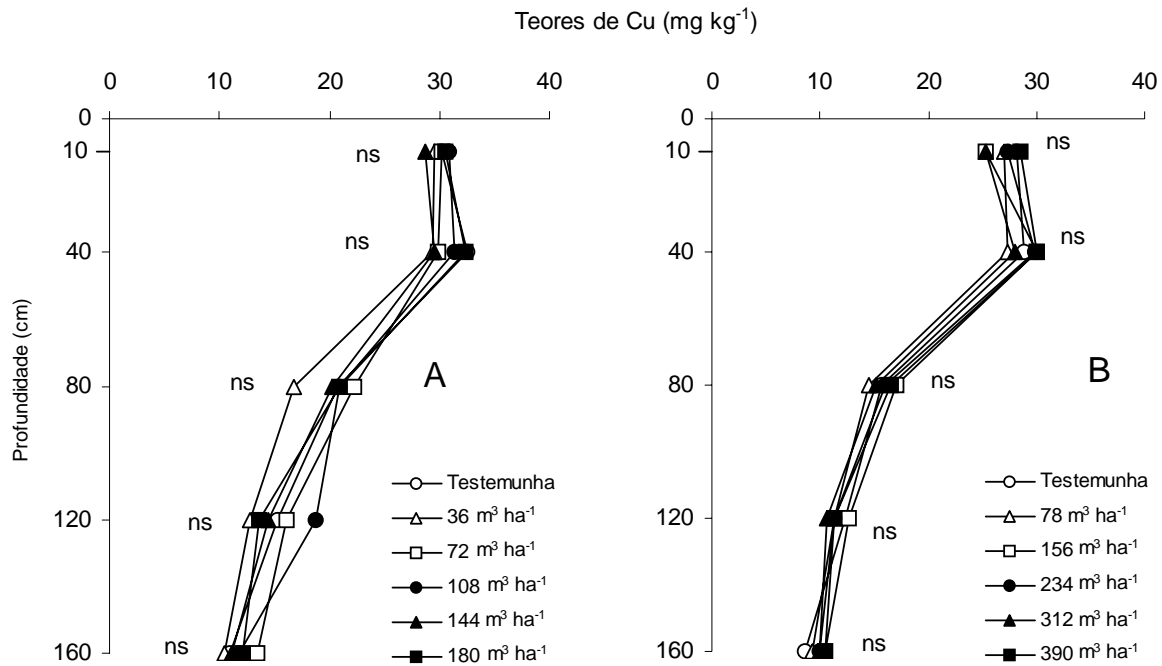 Teores de Cu (mg kg⁻¹)
0 10 20 30 40
0 10 20 30 40
Profundidade (cm)
0
10
40
80
120
160
ns
ns
ns
ns
ns
A
Testemunha
36 m³ ha⁻¹
72 m³ ha⁻¹
108 m³ ha⁻¹
144 m³ ha⁻¹
180 m³ ha⁻¹
0
10
40
80
120
160
ns
ns
ns
ns
ns
B
Testemunha
78 m³ ha⁻¹
156 m³ ha⁻¹
234 m³ ha⁻¹
312 m³ ha⁻¹
390 m³ ha⁻¹